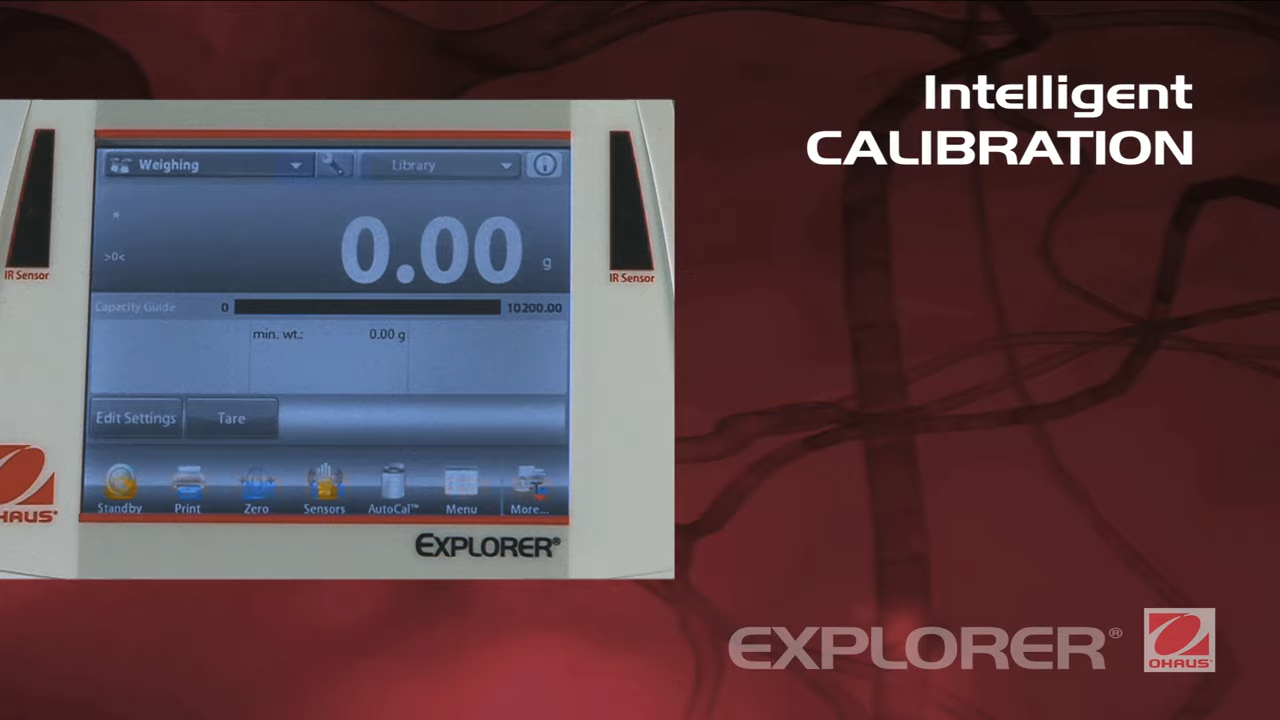 Intelligent
CALIBRATION
Weighing
Library
*
>0<
0.00 g
IR Sensor
IR Sensor
Capacity Guide 0 10200.00
min. wt.: 0.00 g
Edit Settings Tare
Standby Print Zero Sensors AutoCal™ Menu More...
OHAUS®
EXPLORER®
EXPLORER®
OHAUS®